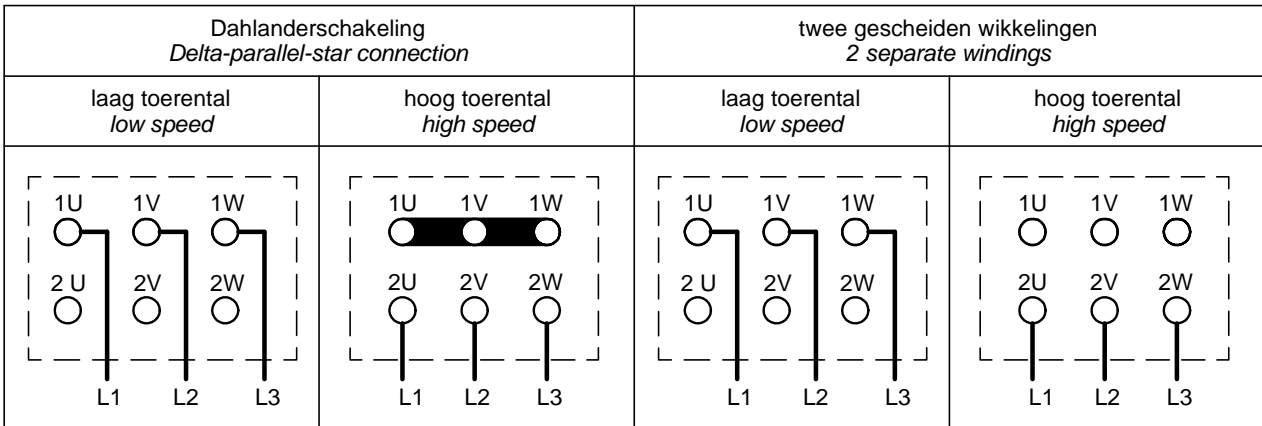 Dahlanderschakeling
Delta-parallel-star connection
twee gescheiden wikkelingen
2 separate windings
laag toerental
low speed
hoog toerental
high speed
laag toerental
low speed
hoog toerental
high speed
1U 1V 1W
2 U 2V 2W
L1 L2 L3
1U 1V 1W
2U 2V 2W
L1 L2 L3
1U 1V 1W
2 U 2V 2W
L1 L2 L3
1U 1V 1W
2U 2V 2W
L1 L2 L3